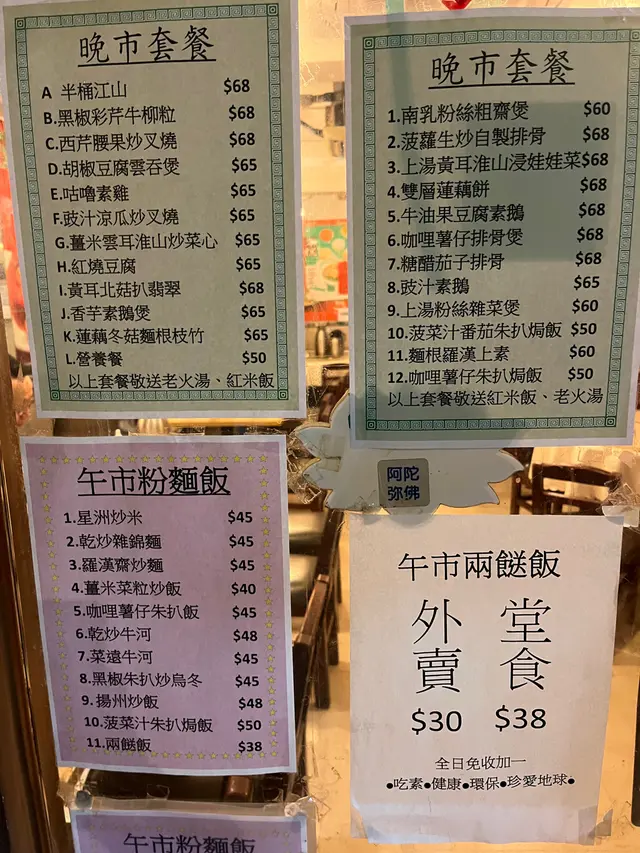 晚市套餐
A 半桶江山 $68
B.黑椒彩芹牛柳粒 $68
C.西芹腰果炒叉燒 $68
D.胡椒豆腐雲吞煲 $65
E.咕嚕素雞 $65
F.豉汁涼瓜炒叉燒 $65
G.薏米雲耳淮山炒菜心 $65
H.紅燒豆腐 $65
I.黃耳北菇扒翡翠 $68
J.香芋素鵝煲 $65
K.蓮藕冬菇麵根枝竹 $65
L.營養餐 $50
以上套餐敬送老火湯、紅米飯
晚市套餐
1.南乳粉絲粗齋煲 $60
2.菠蘿生炒自製排骨 $68
3.上湯黃耳淮山浸娃娃菜$68
4.雙層蓮藕餅 $68
5.牛油果豆腐素鵝 $68
6.咖哩薯仔排骨煲 $68
7.糖醋茄子排骨 $68
8.豉汁素鵝 $65
9.上湯粉絲雜菜煲 $60
10.菠菜汁番茄朱扒焗飯 $50
11.麵根羅漢上素 $60
12.咖哩薯仔朱扒焗飯 $50
以上套餐敬送紅米飯、老火湯
午市粉麵飯
1.星洲炒米 $45
2.乾炒雜錦麵 $45
3.羅漢齋炒麵 $45
4.薏米菜粒炒飯 $40
5.咖哩薯仔朱扒飯 $45
6.乾炒牛河 $48
7.菜遠牛河 $45
8.黑椒朱扒炒烏冬 $45
9.揚州炒飯 $48
10.菠菜汁朱扒焗飯 $50
11.兩餸飯 $38
阿陀
弥佛
午市兩餸飯
外賣 堂食
$30 $38
全日免收加一
●吃素●健康●環保●珍愛地球●
午市粉麵飯